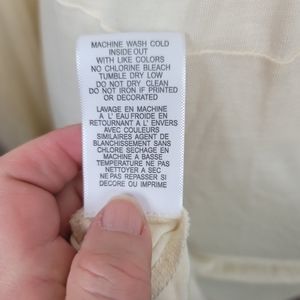 MACHINE WASH COLD
INSIDE OUT
WITH LIKE COLORS
NO CHLORINE BLEACH
TUMBLE DRY LOW
DO NOT DRY CLEAN
DO NOT IRON IF PRINTED
OR DECORATED
LAVAGE EN MACHINE
A L' EAU FROIDE EN
RETOURNANT A L' ENVERS
AVEC COULEURS
SIMILAIRES AGENT DE
BLANCHISSEMENT SANS
CHLORE SECHAGE EN
MACHINE A BASSE
TEMPERATURE NE PAS
NETTOYER A SEC
NE PAS REPASSER SI
DECORE OU IMPRIME